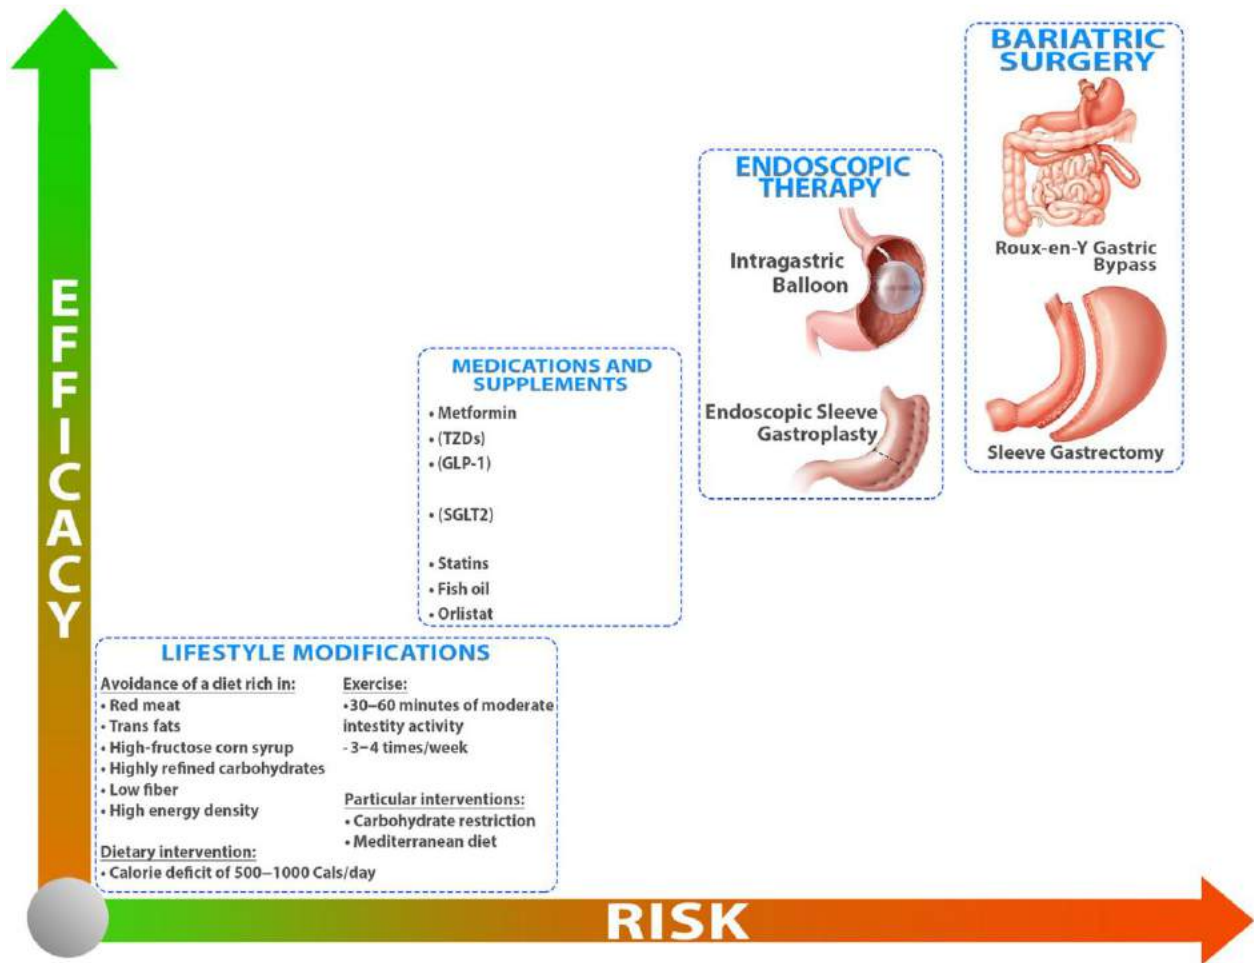 BARIATRIC
SURGERY
Roux-en-Y Gastric
Bypass
Sleeve Gastrectomy
ENDOSCOPIC
THERAPY
Intragastric
Balloon
Endoscopic Sleeve
Gastroplasty
MEDICATIONS AND
SUPPLEMENTS
• Metformin
• (TZDs)
• (GLP-1)
• (SGLT2)
• Statins
• Fish oil
• Orlistat
LIFESTYLE MODIFICATIONS
Avoidance of a diet rich in:
• Red meat
• Trans fats
• High-fructose corn syrup
• Highly refined carbohydrates
• Low fiber
• High energy density
Dietary intervention:
• Calorie deficit of 500–1000 Cals/day
Exercise:
•30–60 minutes of moderate
intestity activity
- 3–4 times/week
Particular interventions:
• Carbohydrate restriction
• Mediterranean diet
EFFICACY
RISK